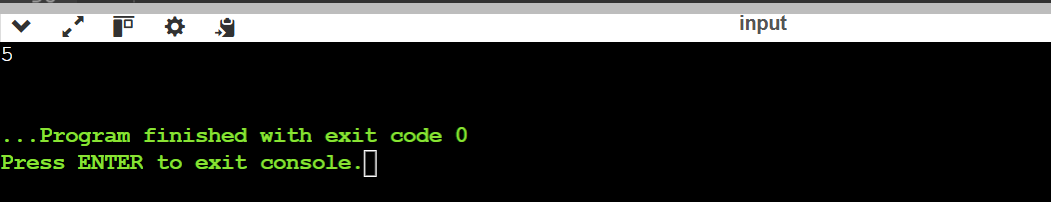 input
5
...Program finished with exit code 0
Press ENTER to exit console.